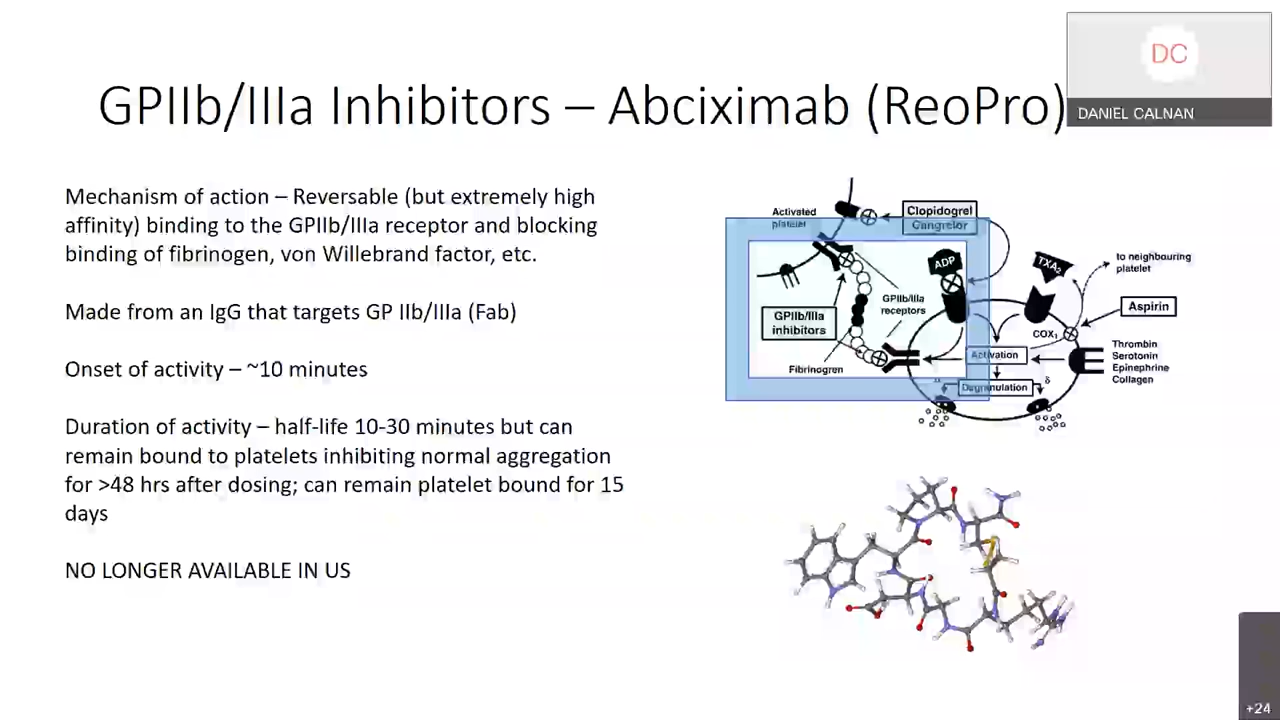 GPIIb/IIIa Inhibitors – Abciximab (ReoPro)
DC
DANIEL CALNAN
Mechanism of action – Reversable (but extremely high
affinity) binding to the GPIIb/IIIa receptor and blocking
binding of fibrinogen, von Willebrand factor, etc.
Made from an IgG that targets GP IIb/IIIa (Fab)
Onset of activity – ~10 minutes
Duration of activity – half-life 10-30 minutes but can
remain bound to platelets inhibiting normal aggregation
for >48 hrs after dosing; can remain platelet bound for 15
days
NO LONGER AVAILABLE IN US
Activated
platelet
Clopidogrel
Cangrelor
ADP
TXA2
to neighbouring
platelet
GPIIb/IIIa
receptors
GPIIb/IIIa
inhibitors
Aspirin
COX1
Fibrinogen
Activation
Thrombin
Serotonin
Epinephrine
Collagen
Degranulation
δ
+24